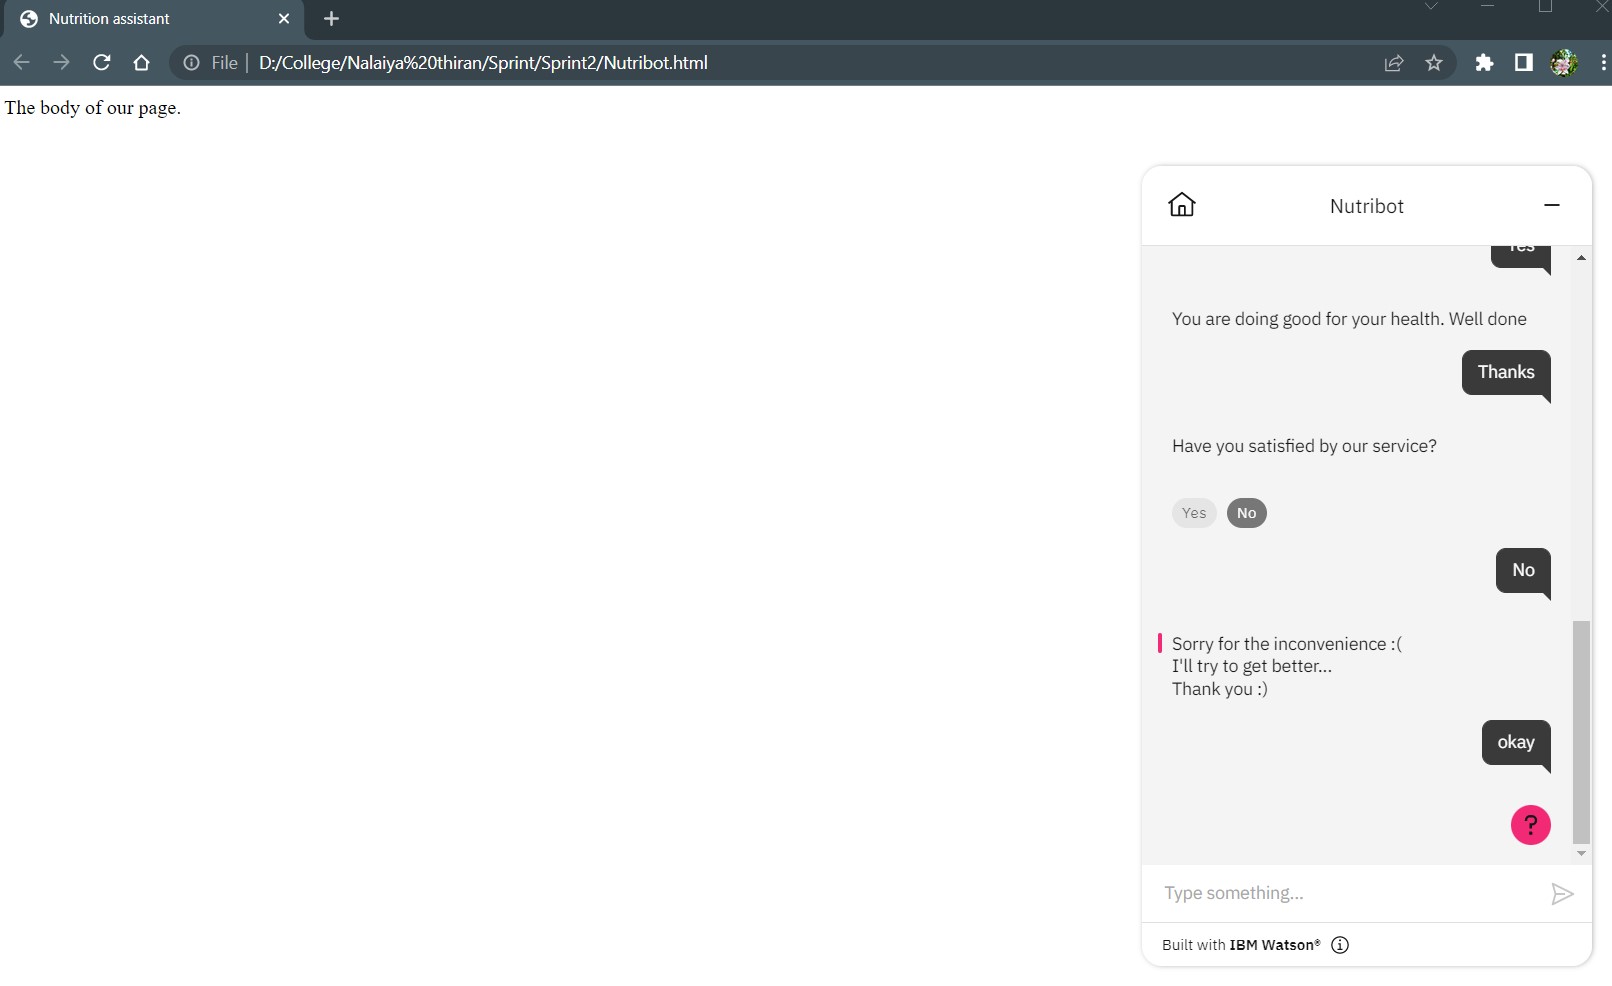 Nutrition assistant
File | D:/College/Nalaiya%20thiran/Sprint/Sprint2/Nutribot.html
The body of our page.
Nutribot
Yes
You are doing good for your health. Well done
Thanks
Have you satisfied by our service?
Yes No
No
Sorry for the inconvenience :(
I'll try to get better...
Thank you :)
okay
?
Type something...
Built with IBM Watson®